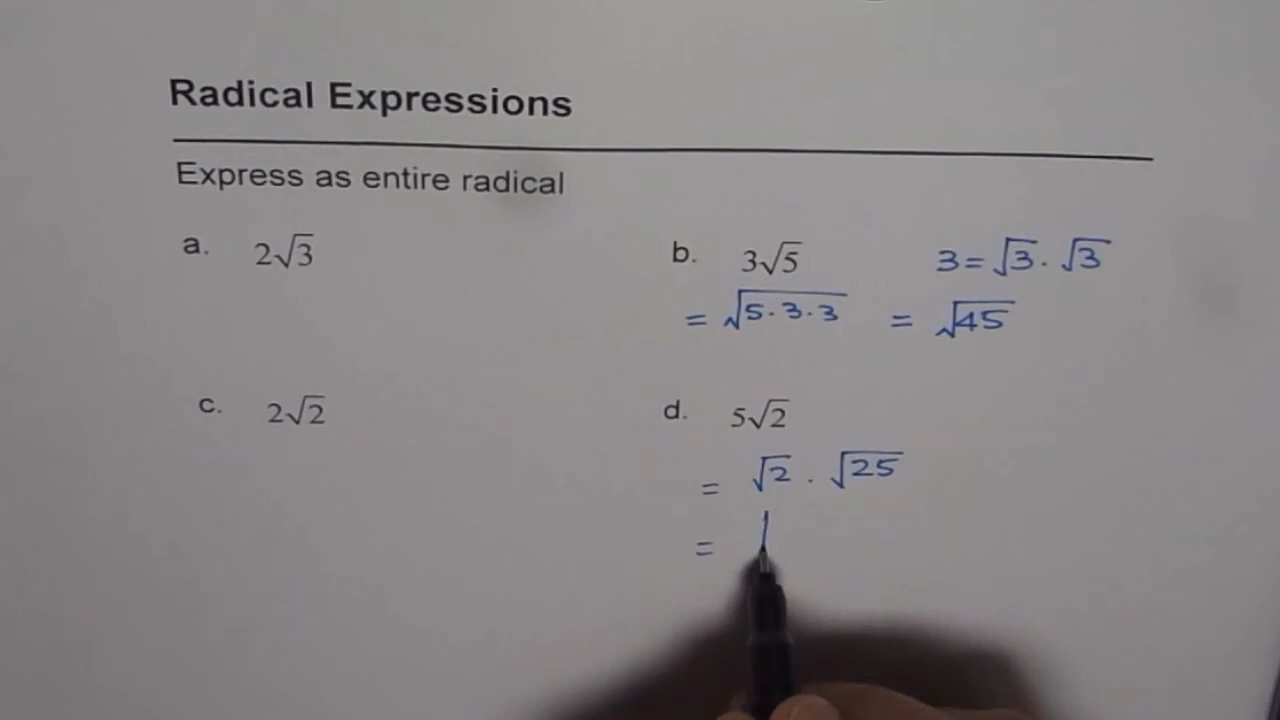 Radical Expressions
Express as entire radical
a. 2√3
b. 3√5 3 = √3 · √3
= √5·3·3 = √45
c. 2√2
d. 5√2
= √2 · √25
=